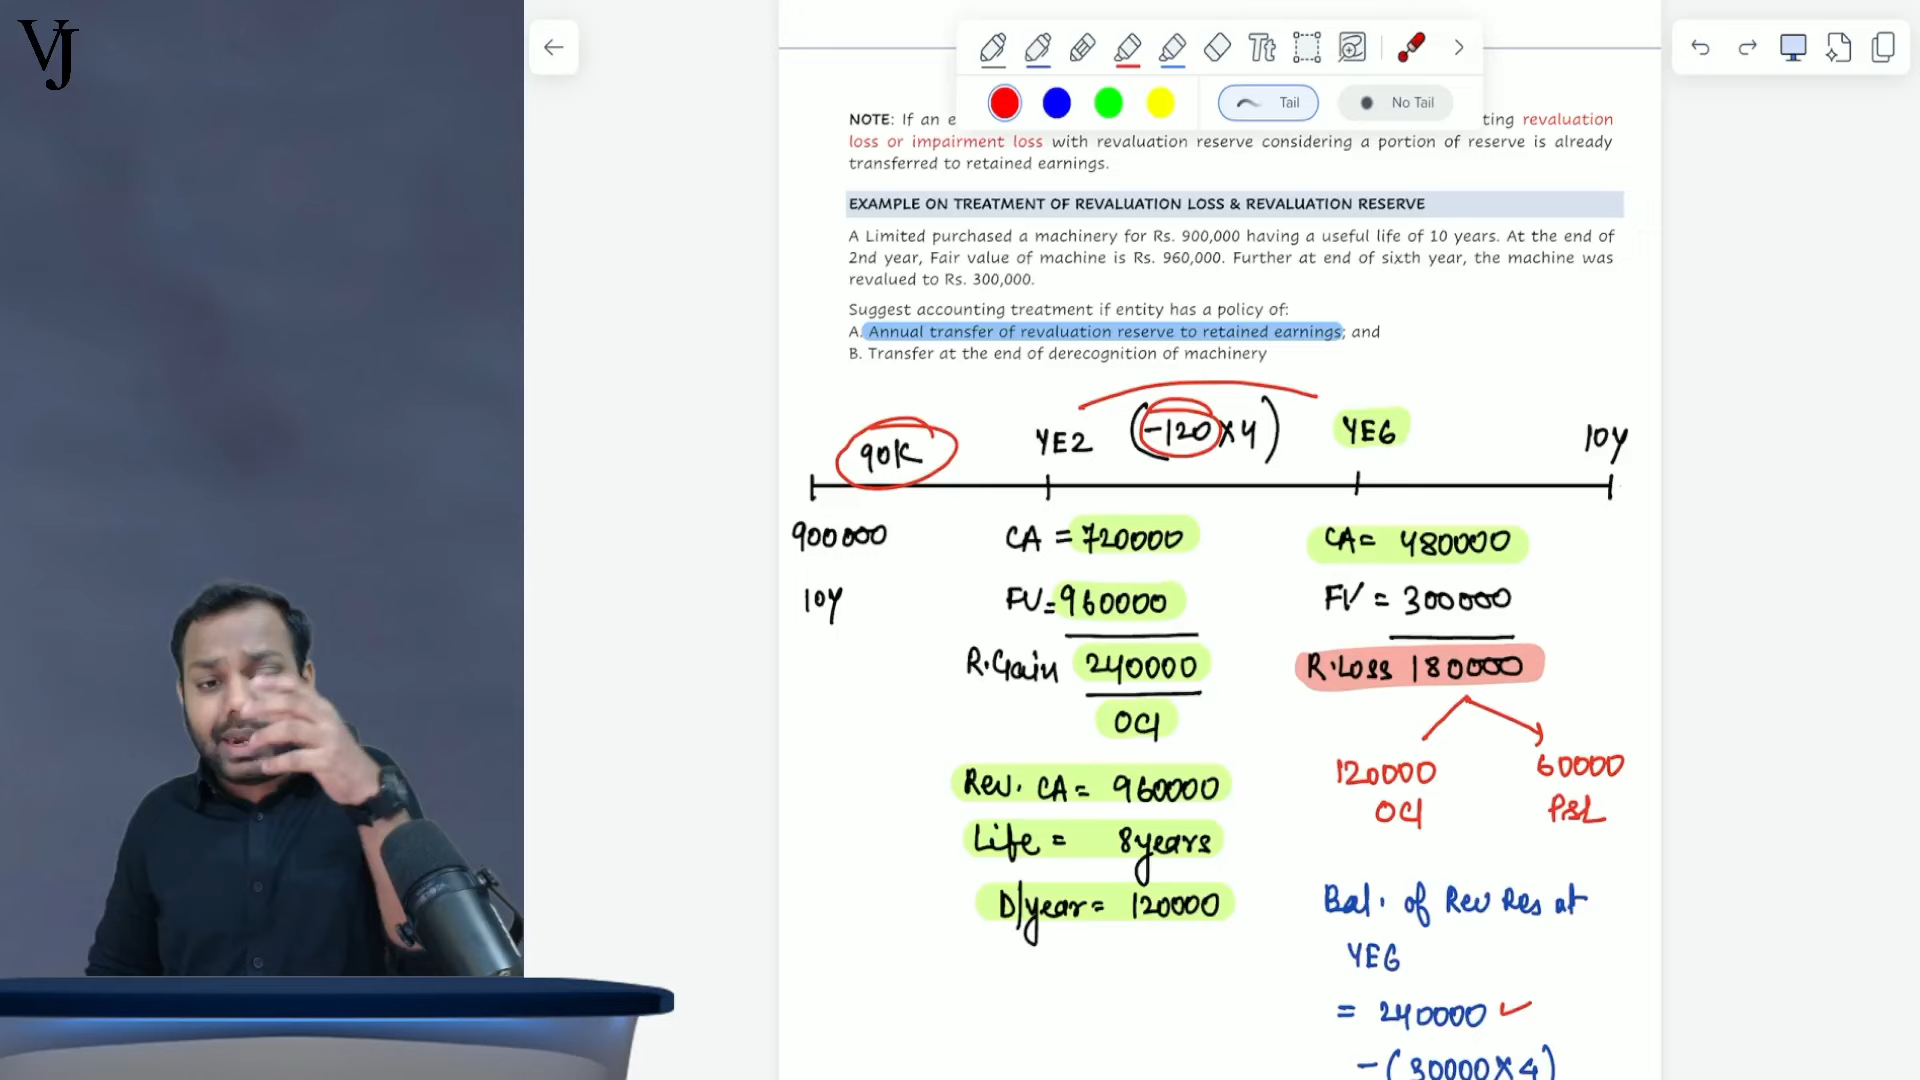 VJ
Tt
Tail
No Tail
NOTE: If an e
ting revaluation
loss or impairment loss with revaluation reserve considering a portion of reserve is already
transferred to retained earnings.
EXAMPLE ON TREATMENT OF REVALUATION LOSS & REVALUATION RESERVE
A Limited purchased a machinery for Rs. 900,000 having a useful life of 10 years. At the end of
2nd year, Fair value of machine is Rs. 960,000. Further at end of sixth year, the machine was
revalued to Rs. 300,000.
Suggest accounting treatment if entity has a policy of:
A. Annual transfer of revaluation reserve to retained earnings; and
B. Transfer at the end of derecognition of machinery
90K
YE2
(-120×4)
YE6
10Y
900000
10Y
CA = 720000
FV = 960000
R.Gain 240000
OCI
Rev. CA = 960000
Life = 8years
D/year = 120000
CA = 480000
FV = 300000
R.Loss 180000
120000
OCI
60000
P&L
Bal. of Rev Res at
YE6
= 240000
-(30000×4)